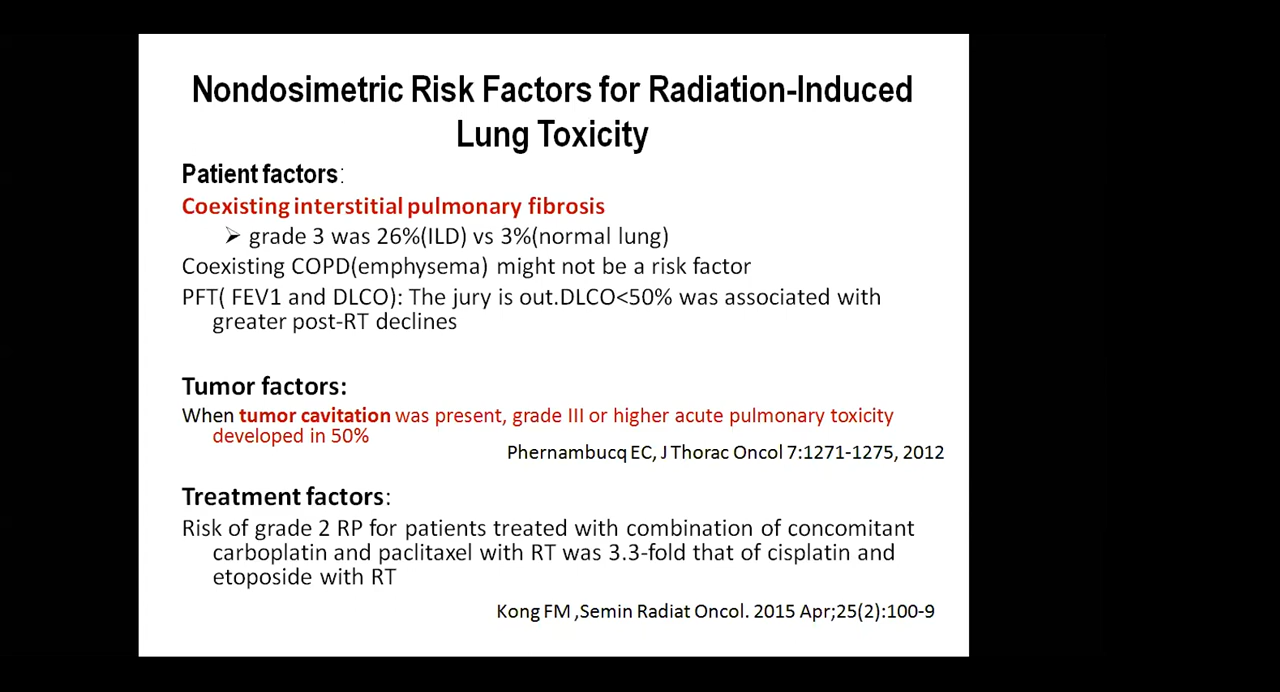 Nondosimetric Risk Factors for Radiation-Induced
Lung Toxicity
Patient factors:
Coexisting interstitial pulmonary fibrosis
➢ grade 3 was 26%(ILD) vs 3%(normal lung)
Coexisting COPD(emphysema) might not be a risk factor
PFT( FEV1 and DLCO): The jury is out.DLCO<50% was associated with
greater post-RT declines
Tumor factors:
When tumor cavitation was present, grade III or higher acute pulmonary toxicity
developed in 50%
Phernambucq EC, J Thorac Oncol 7:1271-1275, 2012
Treatment factors:
Risk of grade 2 RP for patients treated with combination of concomitant
carboplatin and paclitaxel with RT was 3.3-fold that of cisplatin and
etoposide with RT
Kong FM ,Semin Radiat Oncol. 2015 Apr;25(2):100-9